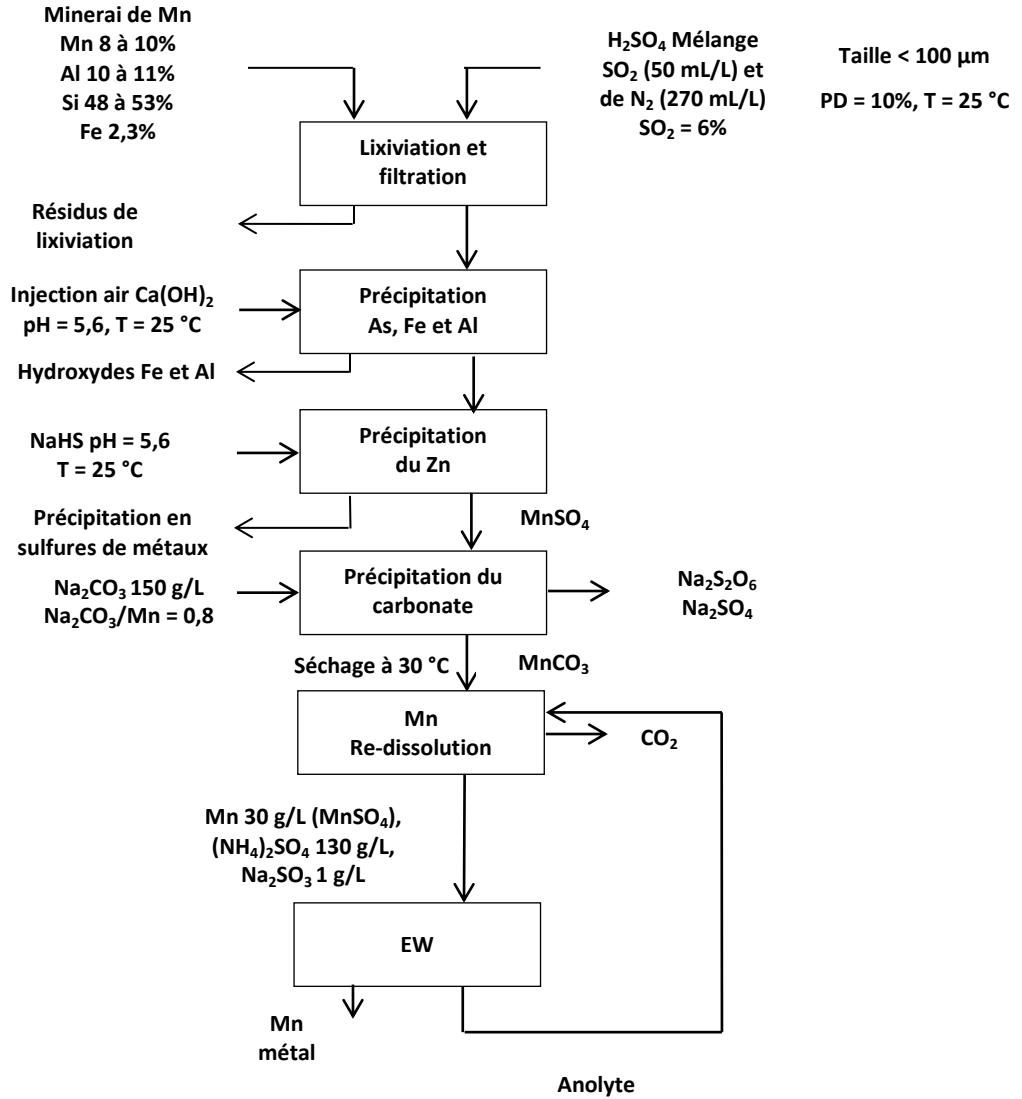 Minerai de Mn
Mn 8 à 10%
Al 10 à 11%
Si 48 à 53%
Fe 2,3%
H₂SO₄ Mélange
SO₂ (50 mL/L) et
de N₂ (270 mL/L)
SO₂ = 6%
Taille < 100 µm
PD = 10%, T = 25 °C
Lixiviation et
filtration
Résidus de
lixiviation
Injection air Ca(OH)₂
pH = 5,6, T = 25 °C
Précipitation
As, Fe et Al
Hydroxydes Fe et Al
NaHS pH = 5,6
T = 25 °C
Précipitation
du Zn
Précipitation en
sulfures de métaux
MnSO₄
Na₂CO₃ 150 g/L
Na₂CO₃/Mn = 0,8
Précipitation du
carbonate
Na₂S₂O₆
Na₂SO₄
Séchage à 30 °C
MnCO₃
Mn
Re-dissolution
CO₂
Mn 30 g/L (MnSO₄),
(NH₄)₂SO₄ 130 g/L,
Na₂SO₃ 1 g/L
EW
Mn
métal
Anolyte